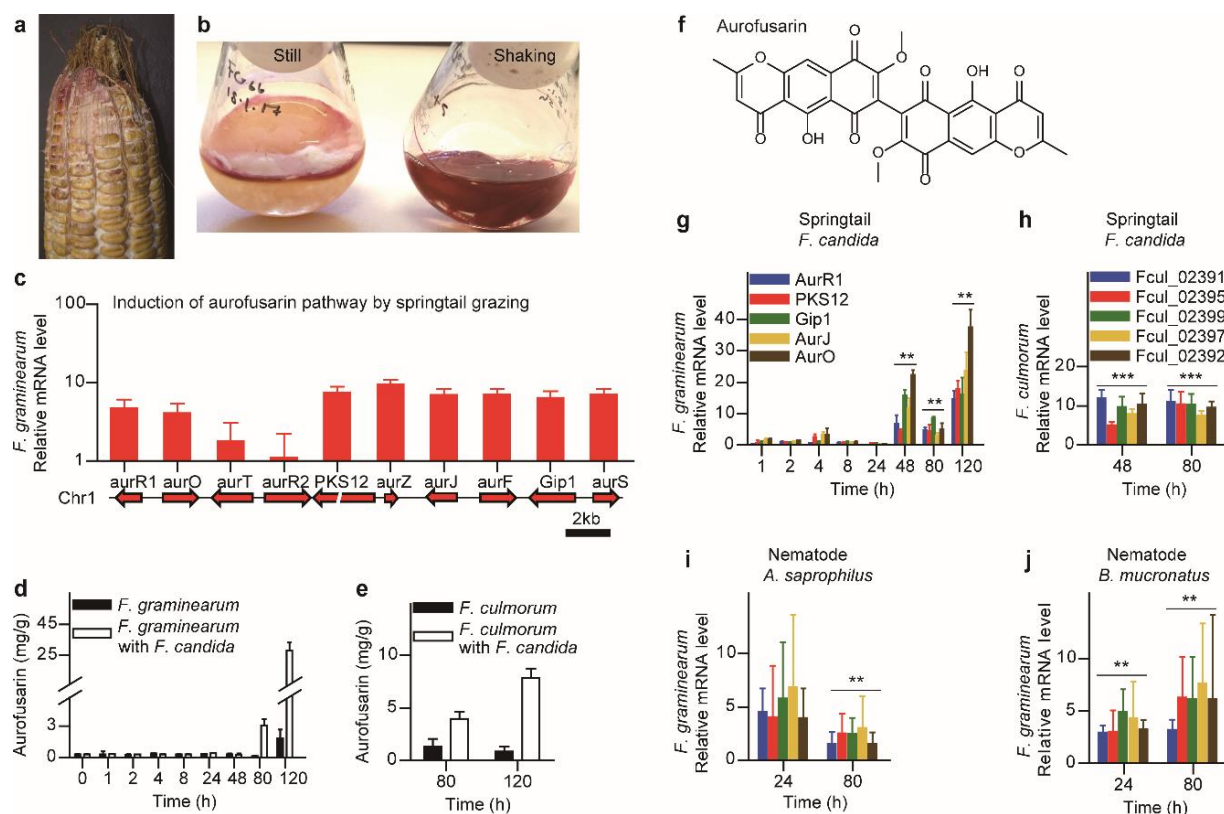 a
b
Still
Shaking
FG66
18.1.17
c
Induction of aurofusarin pathway by springtail grazing
F. graminearum
Relative mRNA level
100
10
1
aurR1 aurO aurT aurR2 PKS12 aurZ aurJ aurF Gip1 aurS
Chr1
2kb
d
F. graminearum
F. graminearum
with F. candida
Aurofusarin (mg/g)
45
25
3
0
0 1 2 4 8 24 48 80 120
Time (h)
e
F. culmorum
F. culmorum
with F. candida
Aurofusarin (mg/g)
10
5
0
80 120
Time (h)
f
Aurofusarin
O O O OH O
O OH O O O O
g
Springtail
F. candida
AurR1
PKS12
Gip1
AurJ
AurO
F. graminearum
Relative mRNA level
40
30
20
10
0
** ** **
1 2 4 8 24 48 80 120
Time (h)
h
Springtail
F. candida
Fcul_02391
Fcul_02395
Fcul_02399
Fcul_02397
Fcul_02392
F. culmorum
Relative mRNA level
20
10
0
*** ***
48 80
Time (h)
i
Nematode
A. saprophilus
F. graminearum
Relative mRNA level
10
5
0
**
24 80
Time (h)
j
Nematode
B. mucronatus
F. graminearum
Relative mRNA level
10
5
0
** **
24 80
Time (h)